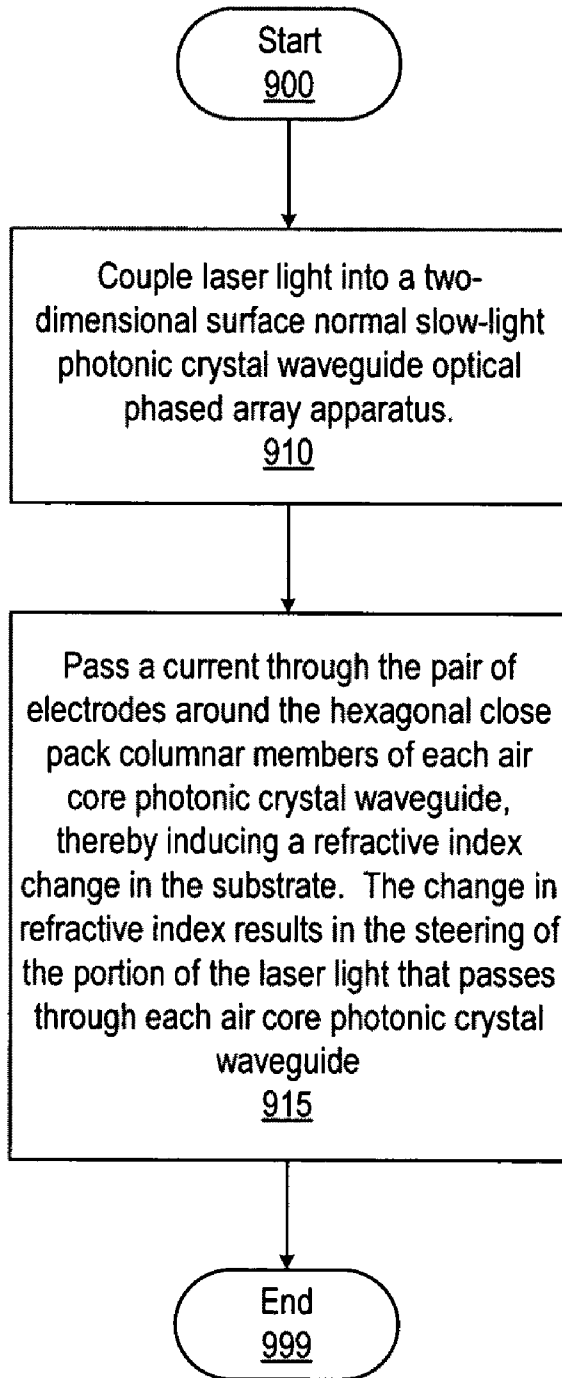 Start
900
Couple laser light into a two-
dimensional surface normal slow-light
photonic crystal waveguide optical
phased array apparatus.
910
Pass a current through the pair of
electrodes around the hexagonal close
pack columnar members of each air
core photonic crystal waveguide,
thereby inducing a refractive index
change in the substrate. The change in
refractive index results in the steering of
the portion of the laser light that passes
through each air core photonic crystal
waveguide
915
End
999